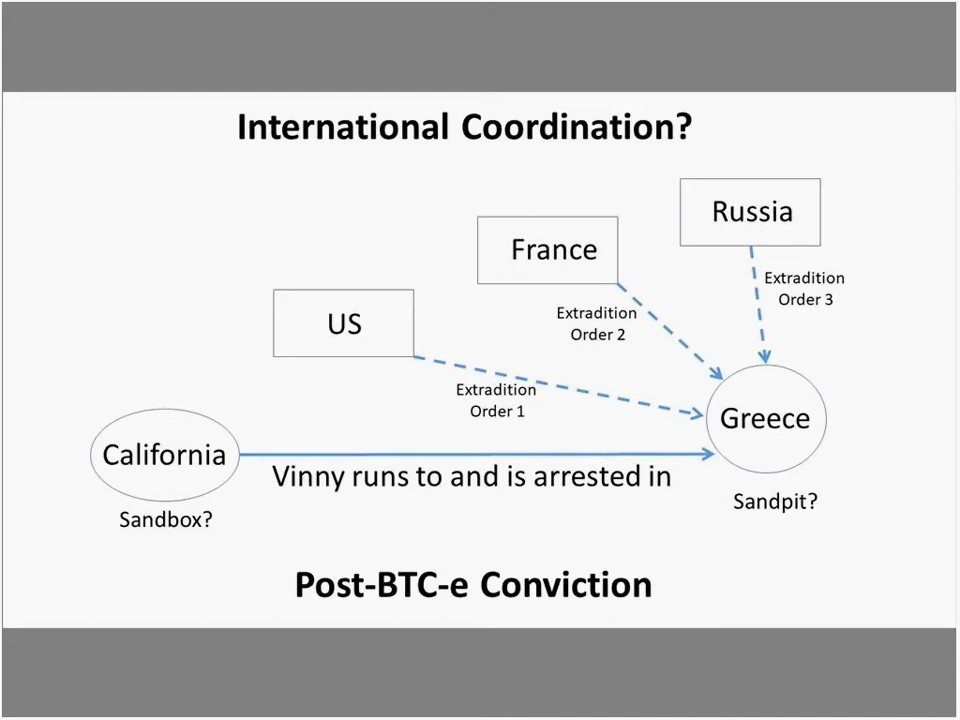 International Coordination?
Russia
France
Extradition
Order 3
US
Extradition
Order 2
Extradition
Order 1
Greece
California
Vinny runs to and is arrested in
Sandpit?
Sandbox?
Post-BTC-e Conviction